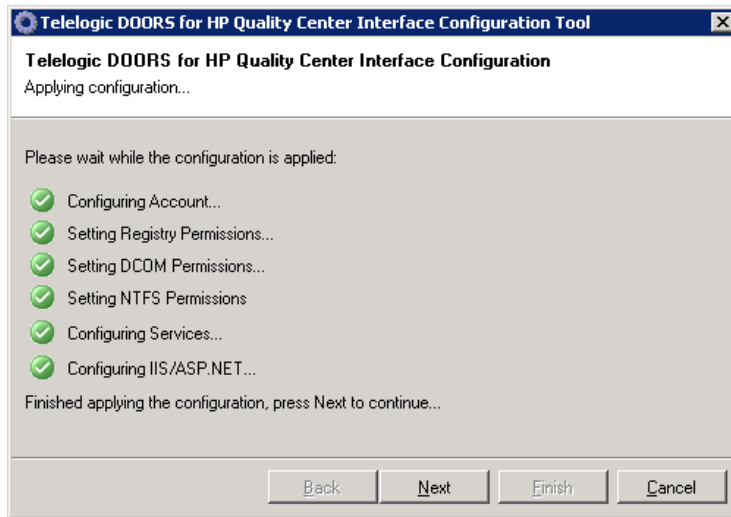 Telelogic DOORS for HP Quality Center Interface Configuration Tool
Telelogic DOORS for HP Quality Center Interface Configuration
Applying configuration...
Please wait while the configuration is applied:
Configuring Account...
Setting Registry Permissions...
Setting DCOM Permissions...
Setting NTFS Permissions
Configuring Services...
Configuring IIS/ASP.NET...
Finished applying the configuration, press Next to continue...
Back Next Finish Cancel